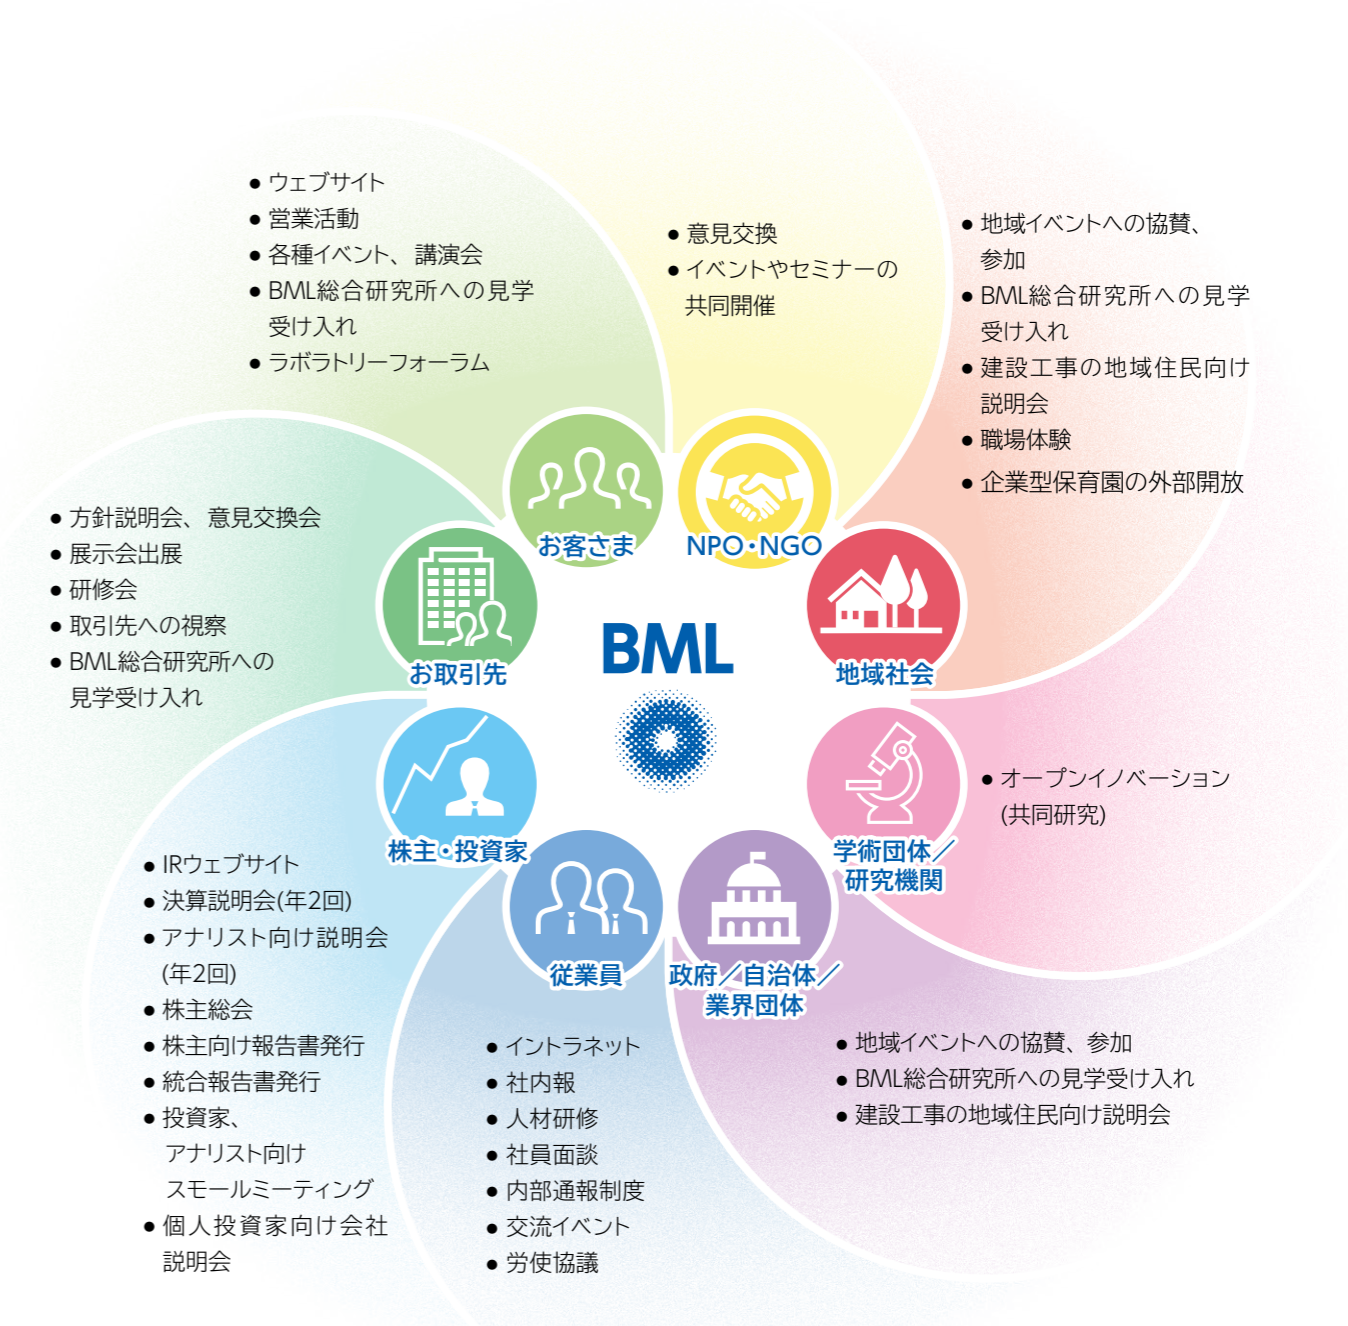 ● ウェブサイト
● 営業活動
● 各種イベント、講演会
● BML総合研究所への見学
受け入れ
● ラボラトリーフォーラム
お客さま
● 意見交換
● イベントやセミナーの
共同開催
NPO・NGO
● 地域イベントへの協賛、
参加
● BML総合研究所への見学
受け入れ
● 建設工事の地域住民向け
説明会
● 職場体験
● 企業型保育園の外部開放
地域社会
● 方針説明会、意見交換会
● 展示会出展
● 研修会
● 取引先への視察
● BML総合研究所への
見学受け入れ
お取引先
BML
● オープンイノベーション
(共同研究)
学術団体／
研究機関
株主・投資家
● IRウェブサイト
● 決算説明会(年2回)
● アナリスト向け説明会
(年2回)
● 株主総会
● 株主向け報告書発行
● 統合報告書発行
● 投資家、
アナリスト向け
スモールミーティング
● 個人投資家向け会社
説明会
従業員
● イントラネット
● 社内報
● 人材研修
● 社員面談
● 内部通報制度
● 交流イベント
● 労使協議
政府／自治体／
業界団体
● 地域イベントへの協賛、参加
● BML総合研究所への見学受け入れ
● 建設工事の地域住民向け説明会